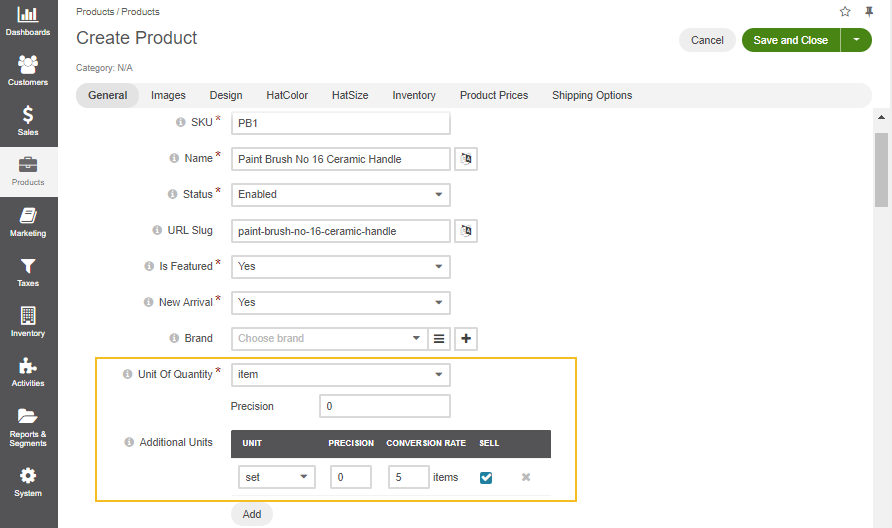 Products / Products
Create Product
Cancel
Save and Close
Category: N/A
General Images Design HatColor HatSize Inventory Product Prices Shipping Options
Dashboards
Customers
Sales
Products
Marketing
Taxes
Inventory
Activities
Reports &
Segments
System
SKU * PB1
Name * Paint Brush No 16 Ceramic Handle
Status * Enabled
URL Slug paint-brush-no-16-ceramic-handle
Is Featured * Yes
New Arrival * Yes
Brand Choose brand
Unit Of Quantity * item
Precision 0
Additional Units UNIT PRECISION CONVERSION RATE SELL
set 0 5 items
Add